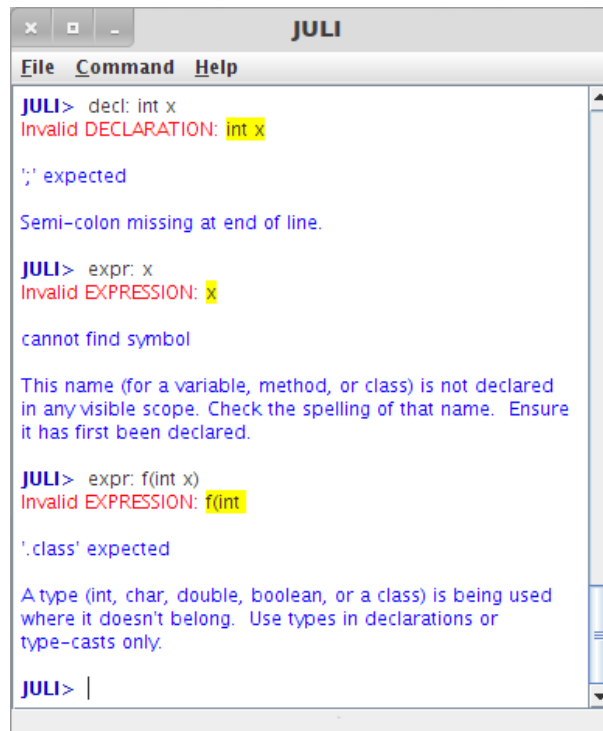 JULI
File Command Help
JULI> decl: int x
Invalid DECLARATION: int x
';' expected
Semi-colon missing at end of line.
JULI> expr: x
Invalid EXPRESSION: x
cannot find symbol
This name (for a variable, method, or class) is not declared
in any visible scope. Check the spelling of that name. Ensure
it has first been declared.
JULI> expr: f(int x)
Invalid EXPRESSION: f(int
'.class' expected
A type (int, char, double, boolean, or a class) is being used
where it doesn't belong. Use types in declarations or
type-casts only.
JULI>